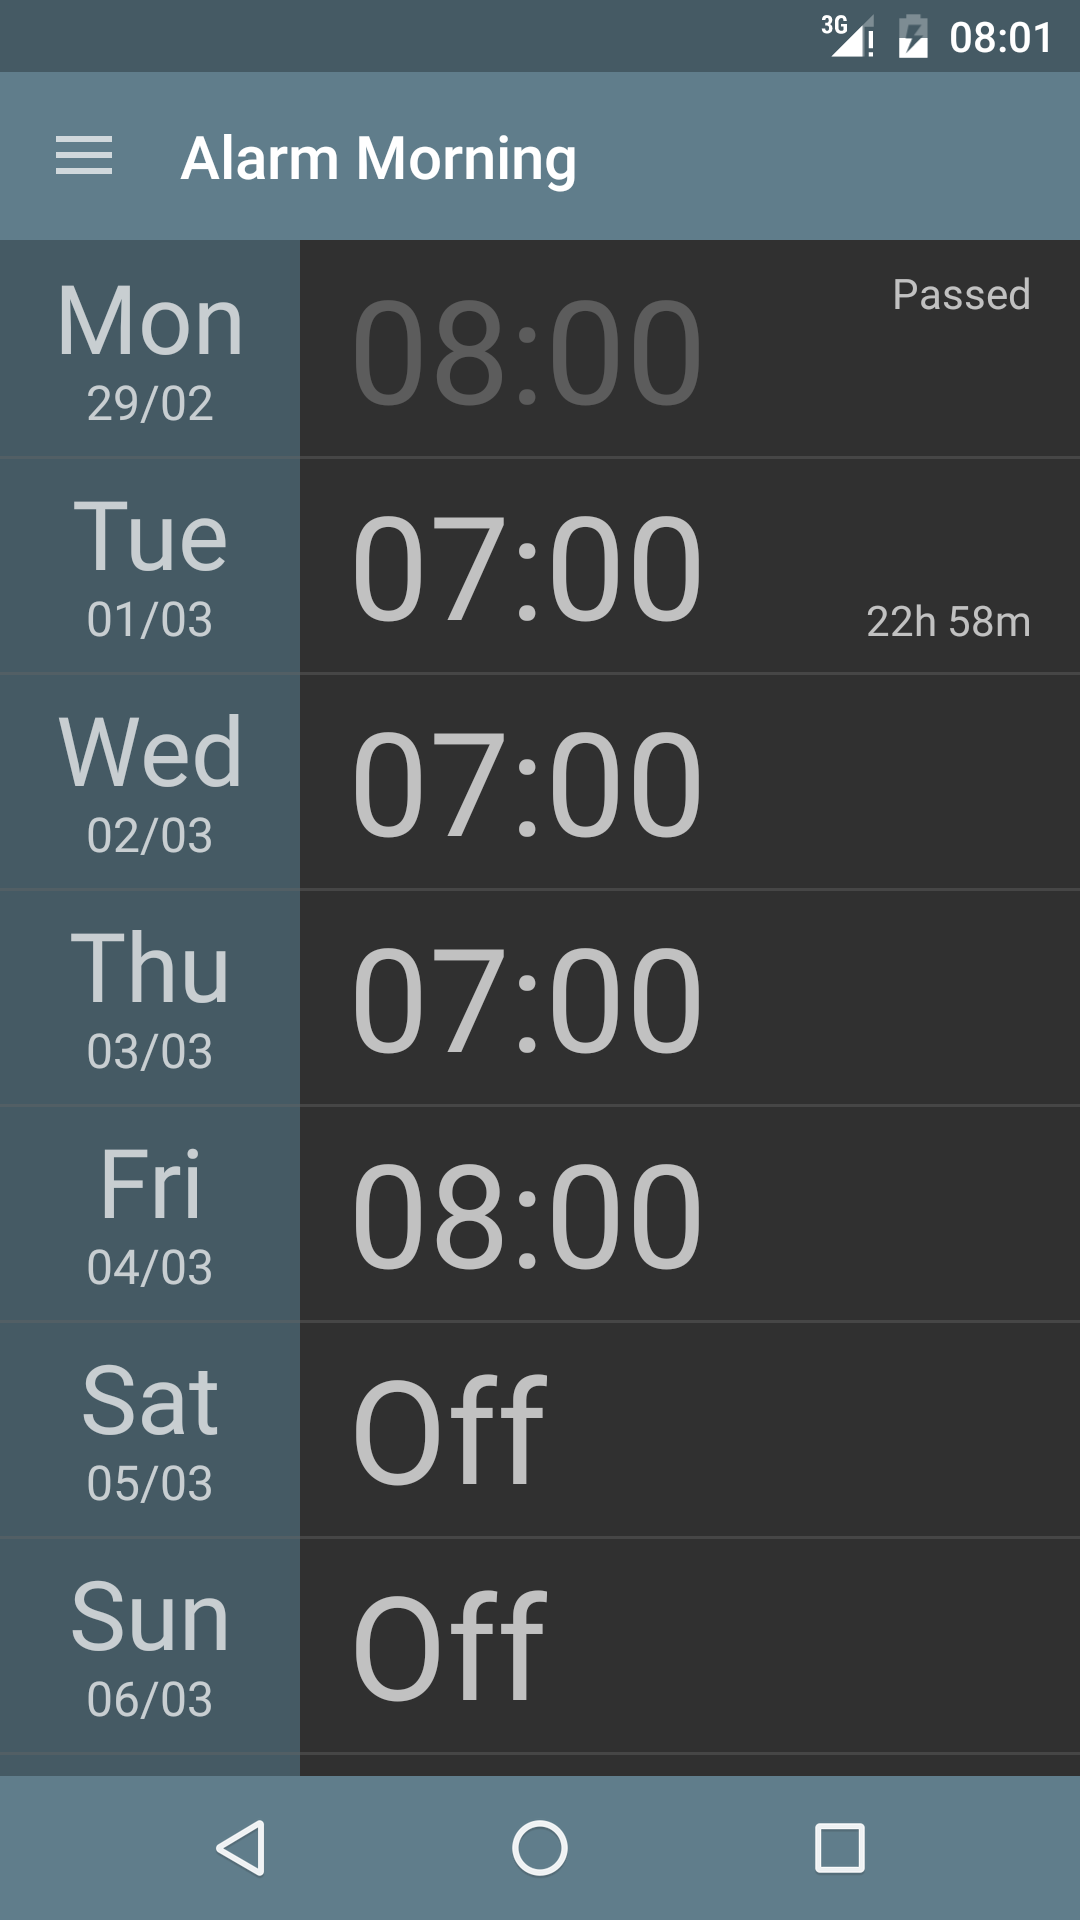 3G ! 08:01
Alarm Morning
Mon
29/02
08:00
Passed
Tue
01/03
07:00
22h 58m
Wed
02/03
07:00
Thu
03/03
07:00
Fri
04/03
08:00
Sat
05/03
Off
Sun
06/03
Off